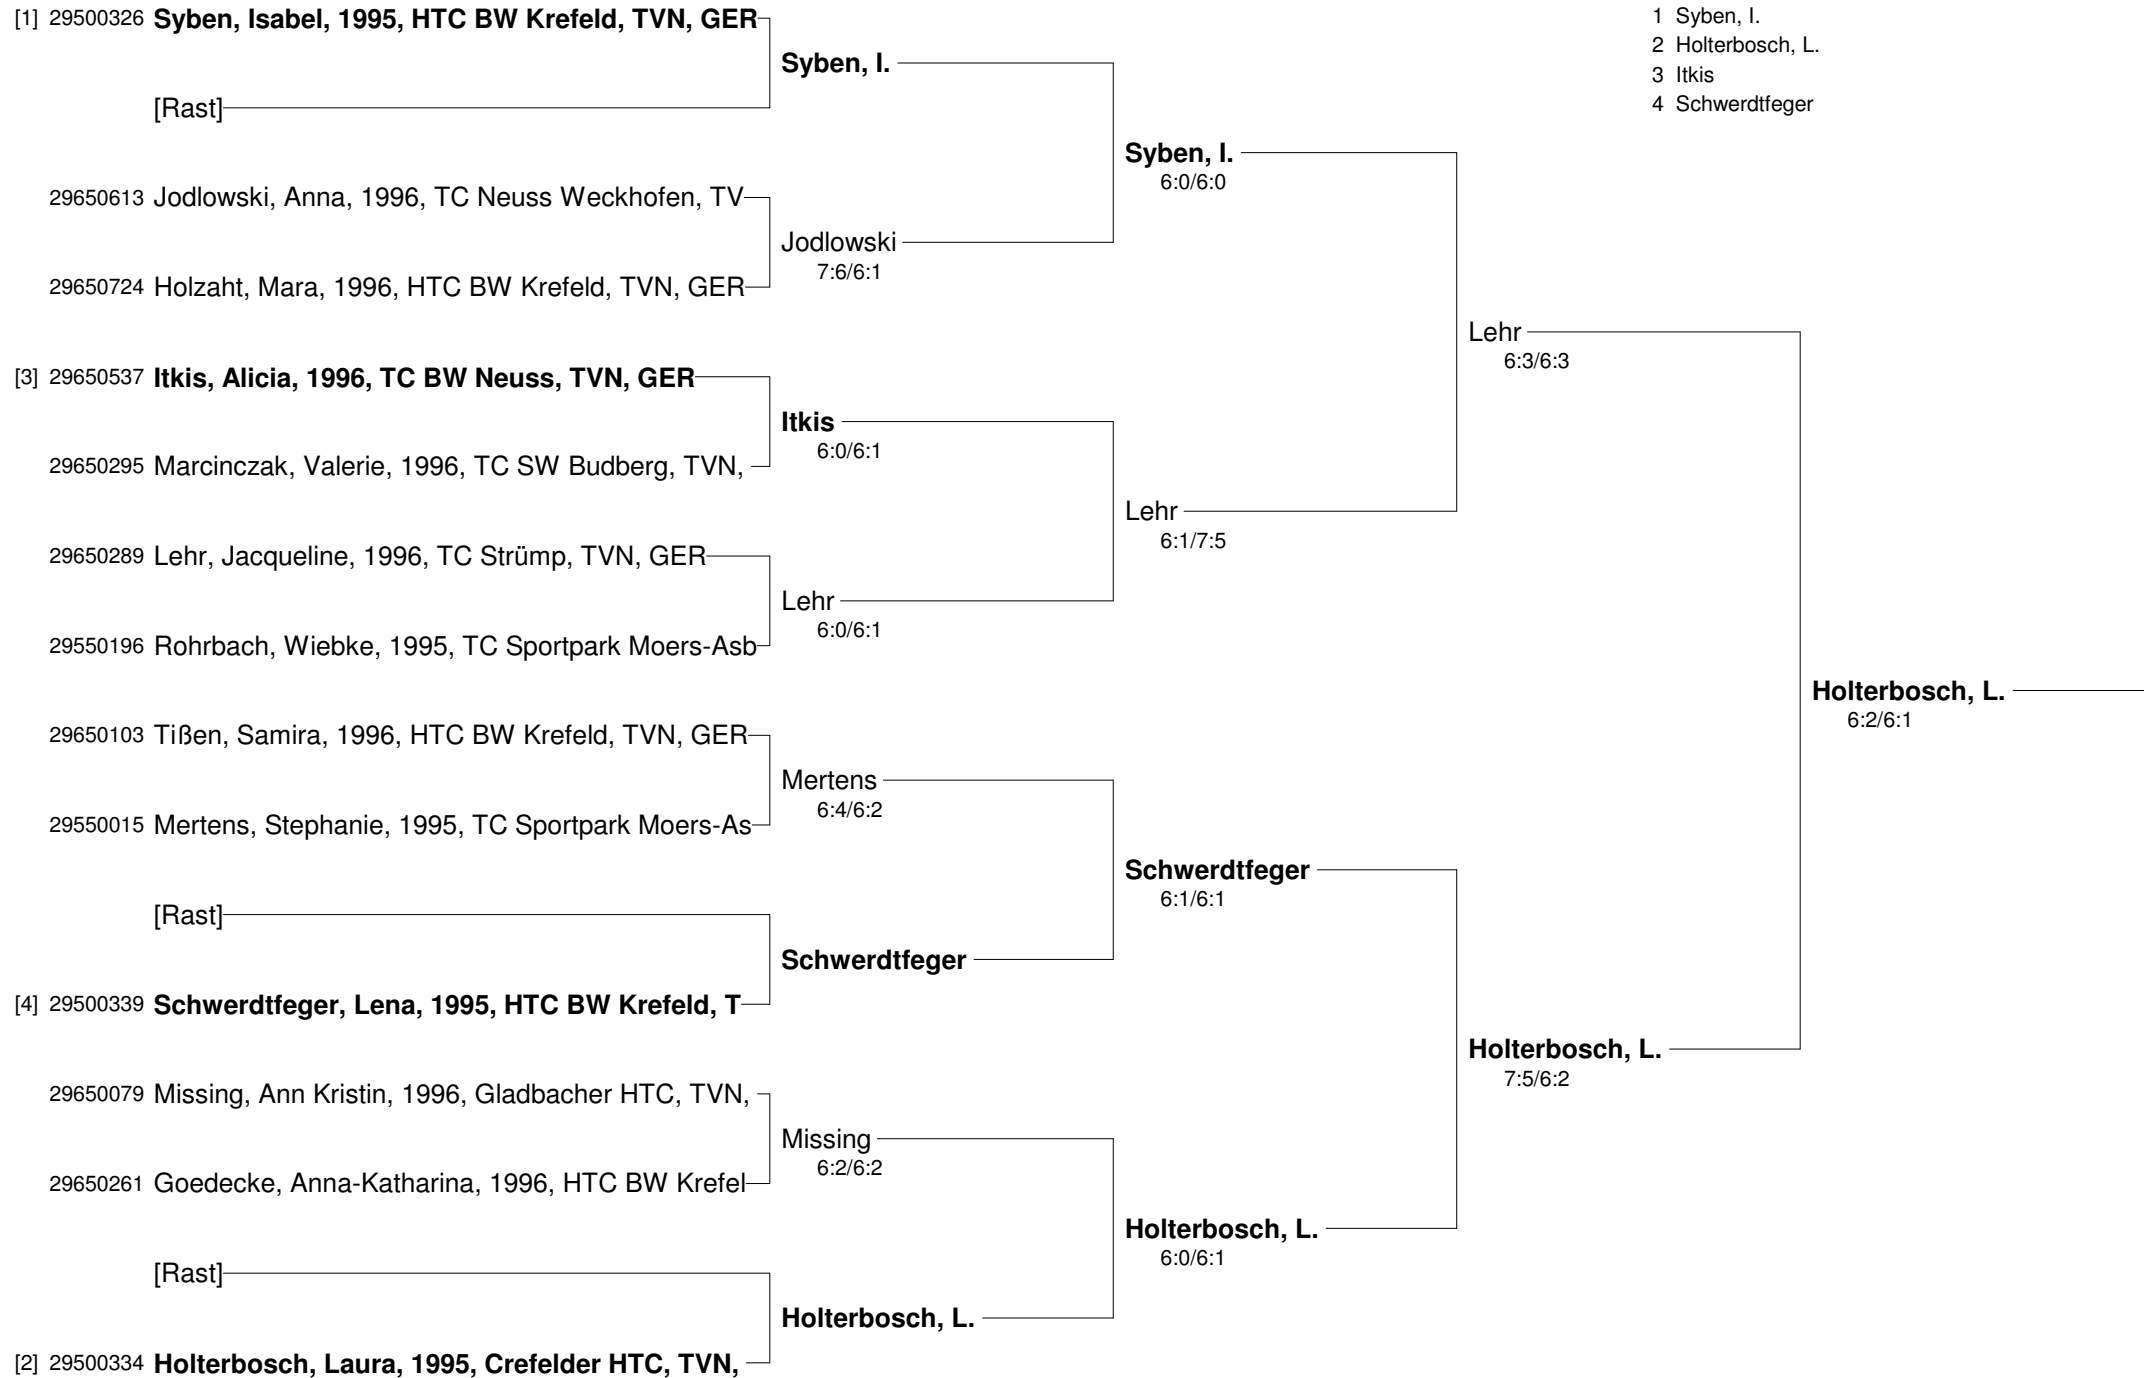 [1] 29500326 Syben, Isabel, 1995, HTC BW Krefeld, TVN, GER
[Rast]
29650613 Jodlowski, Anna, 1996, TC Neuss Weckhofen, TV
29650724 Holzaht, Mara, 1996, HTC BW Krefeld, TVN, GER
[3] 29650537 Itkis, Alicia, 1996, TC BW Neuss, TVN, GER
29650295 Marcinczak, Valerie, 1996, TC SW Budberg, TVN,
29650289 Lehr, Jacqueline, 1996, TC Strümp, TVN, GER
29550196 Rohrbach, Wiebke, 1995, TC Sportpark Moers-Asb
29650103 Tißen, Samira, 1996, HTC BW Krefeld, TVN, GER
29550015 Mertens, Stephanie, 1995, TC Sportpark Moers-As
[Rast]
[4] 29500339 Schwerdtfeger, Lena, 1995, HTC BW Krefeld, T
29650079 Missing, Ann Kristin, 1996, Gladbacher HTC, TVN,
29650261 Goedecke, Anna-Katharina, 1996, HTC BW Krefel
[Rast]
[2] 29500334 Holterbosch, Laura, 1995, Crefelder HTC, TVN,
Syben, I.
Jodlowski
7:6/6:1
Itkis
6:0/6:1
Lehr
6:0/6:1
Mertens
6:4/6:2
Schwerdtfeger
Missing
6:2/6:2
Holterbosch, L.
Syben, I.
6:0/6:0
Lehr
6:1/7:5
Schwerdtfeger
6:1/6:1
Holterbosch, L.
6:0/6:1
Lehr
6:3/6:3
Holterbosch, L.
7:5/6:2
Holterbosch, L.
6:2/6:1
1 Syben, I.
2 Holterbosch, L.
3 Itkis
4 Schwerdtfeger